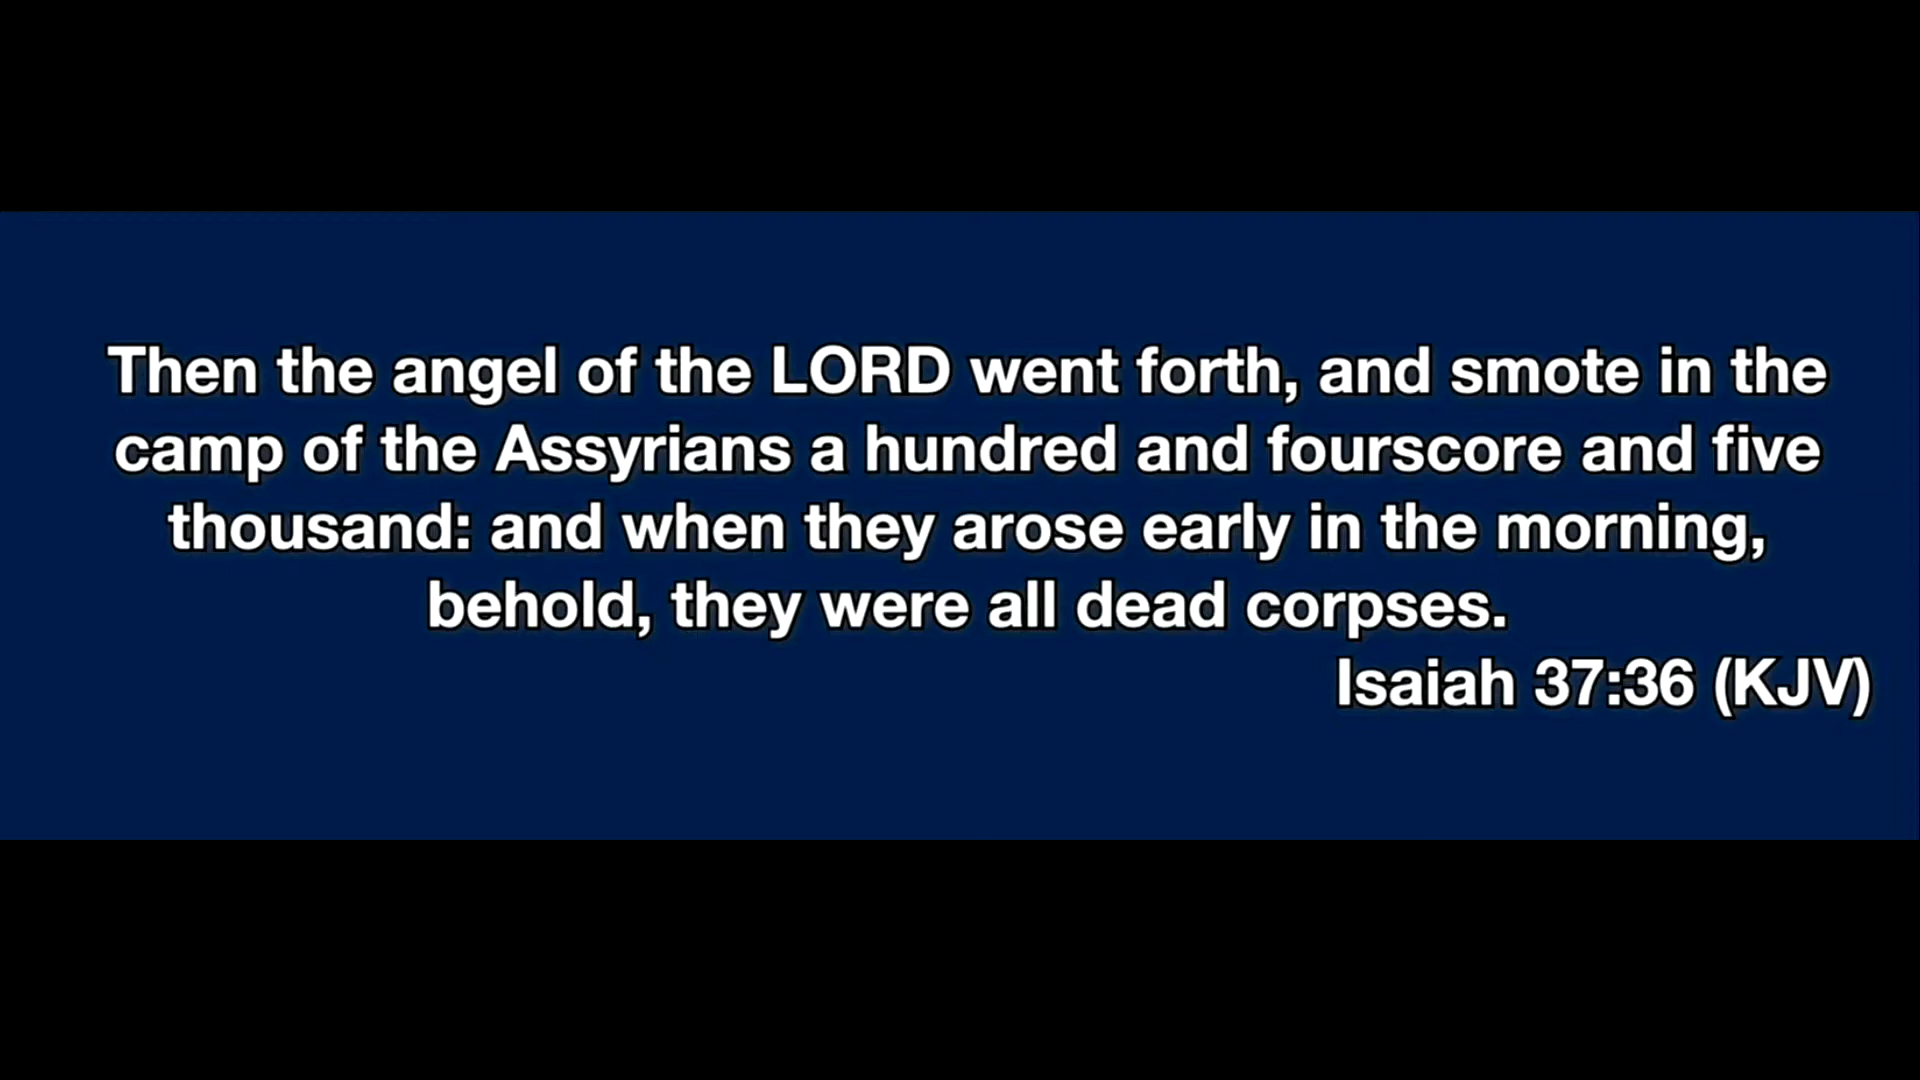 Then the angel of the LORD went forth, and smote in the
camp of the Assyrians a hundred and fourscore and five
thousand: and when they arose early in the morning,
behold, they were all dead corpses.
Isaiah 37:36 (KJV)